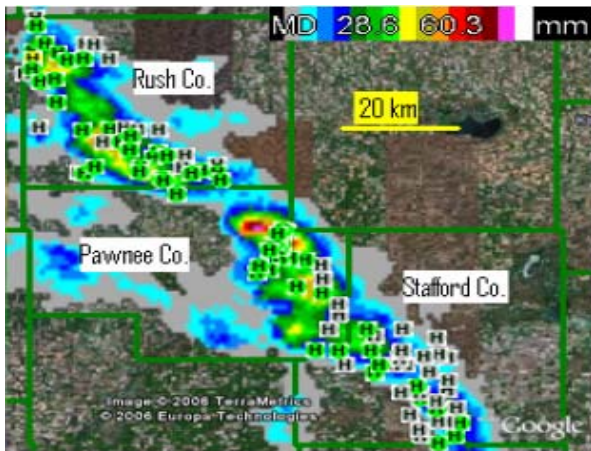 MD 28.6 60.3 mm
Rush Co.
20 km
Pawnee Co.
Stafford Co.
Image © 2006 TerraMetrics
© 2006 Europa Technologies
Google